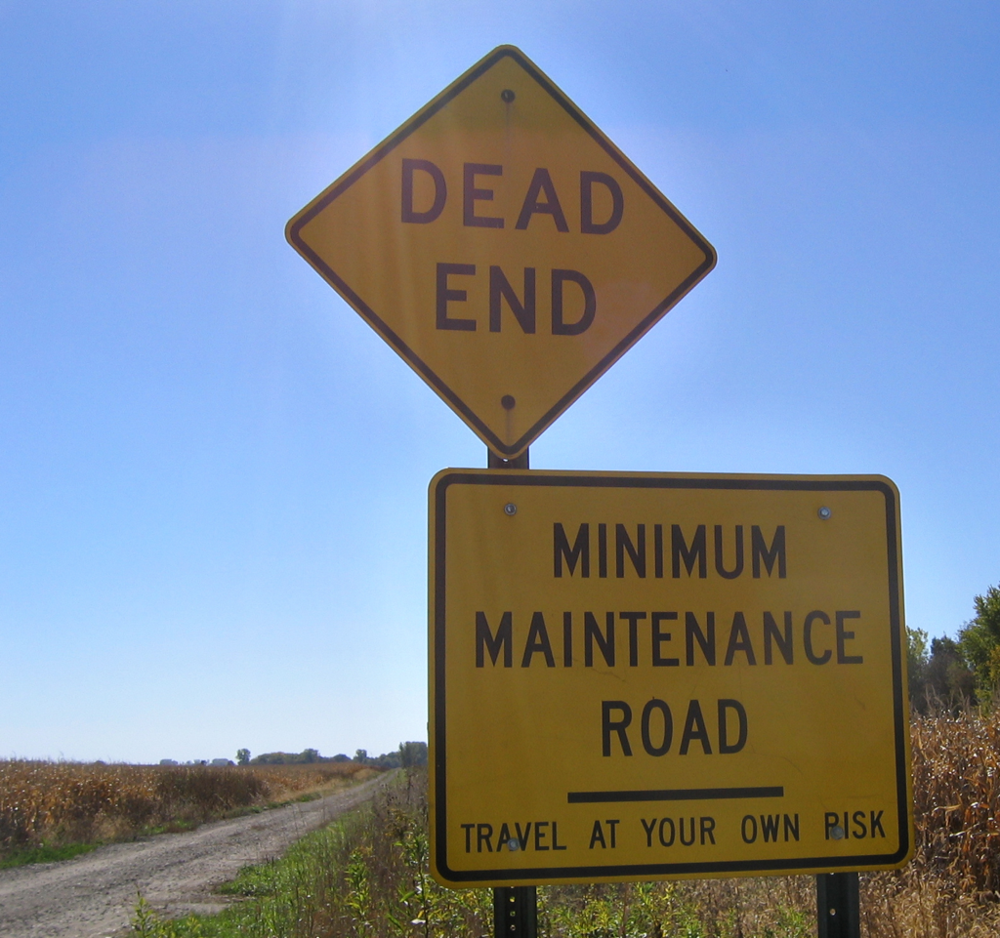 DEAD
END
MINIMUM
MAINTENANCE
ROAD
TRAVEL AT YOUR OWN RISK